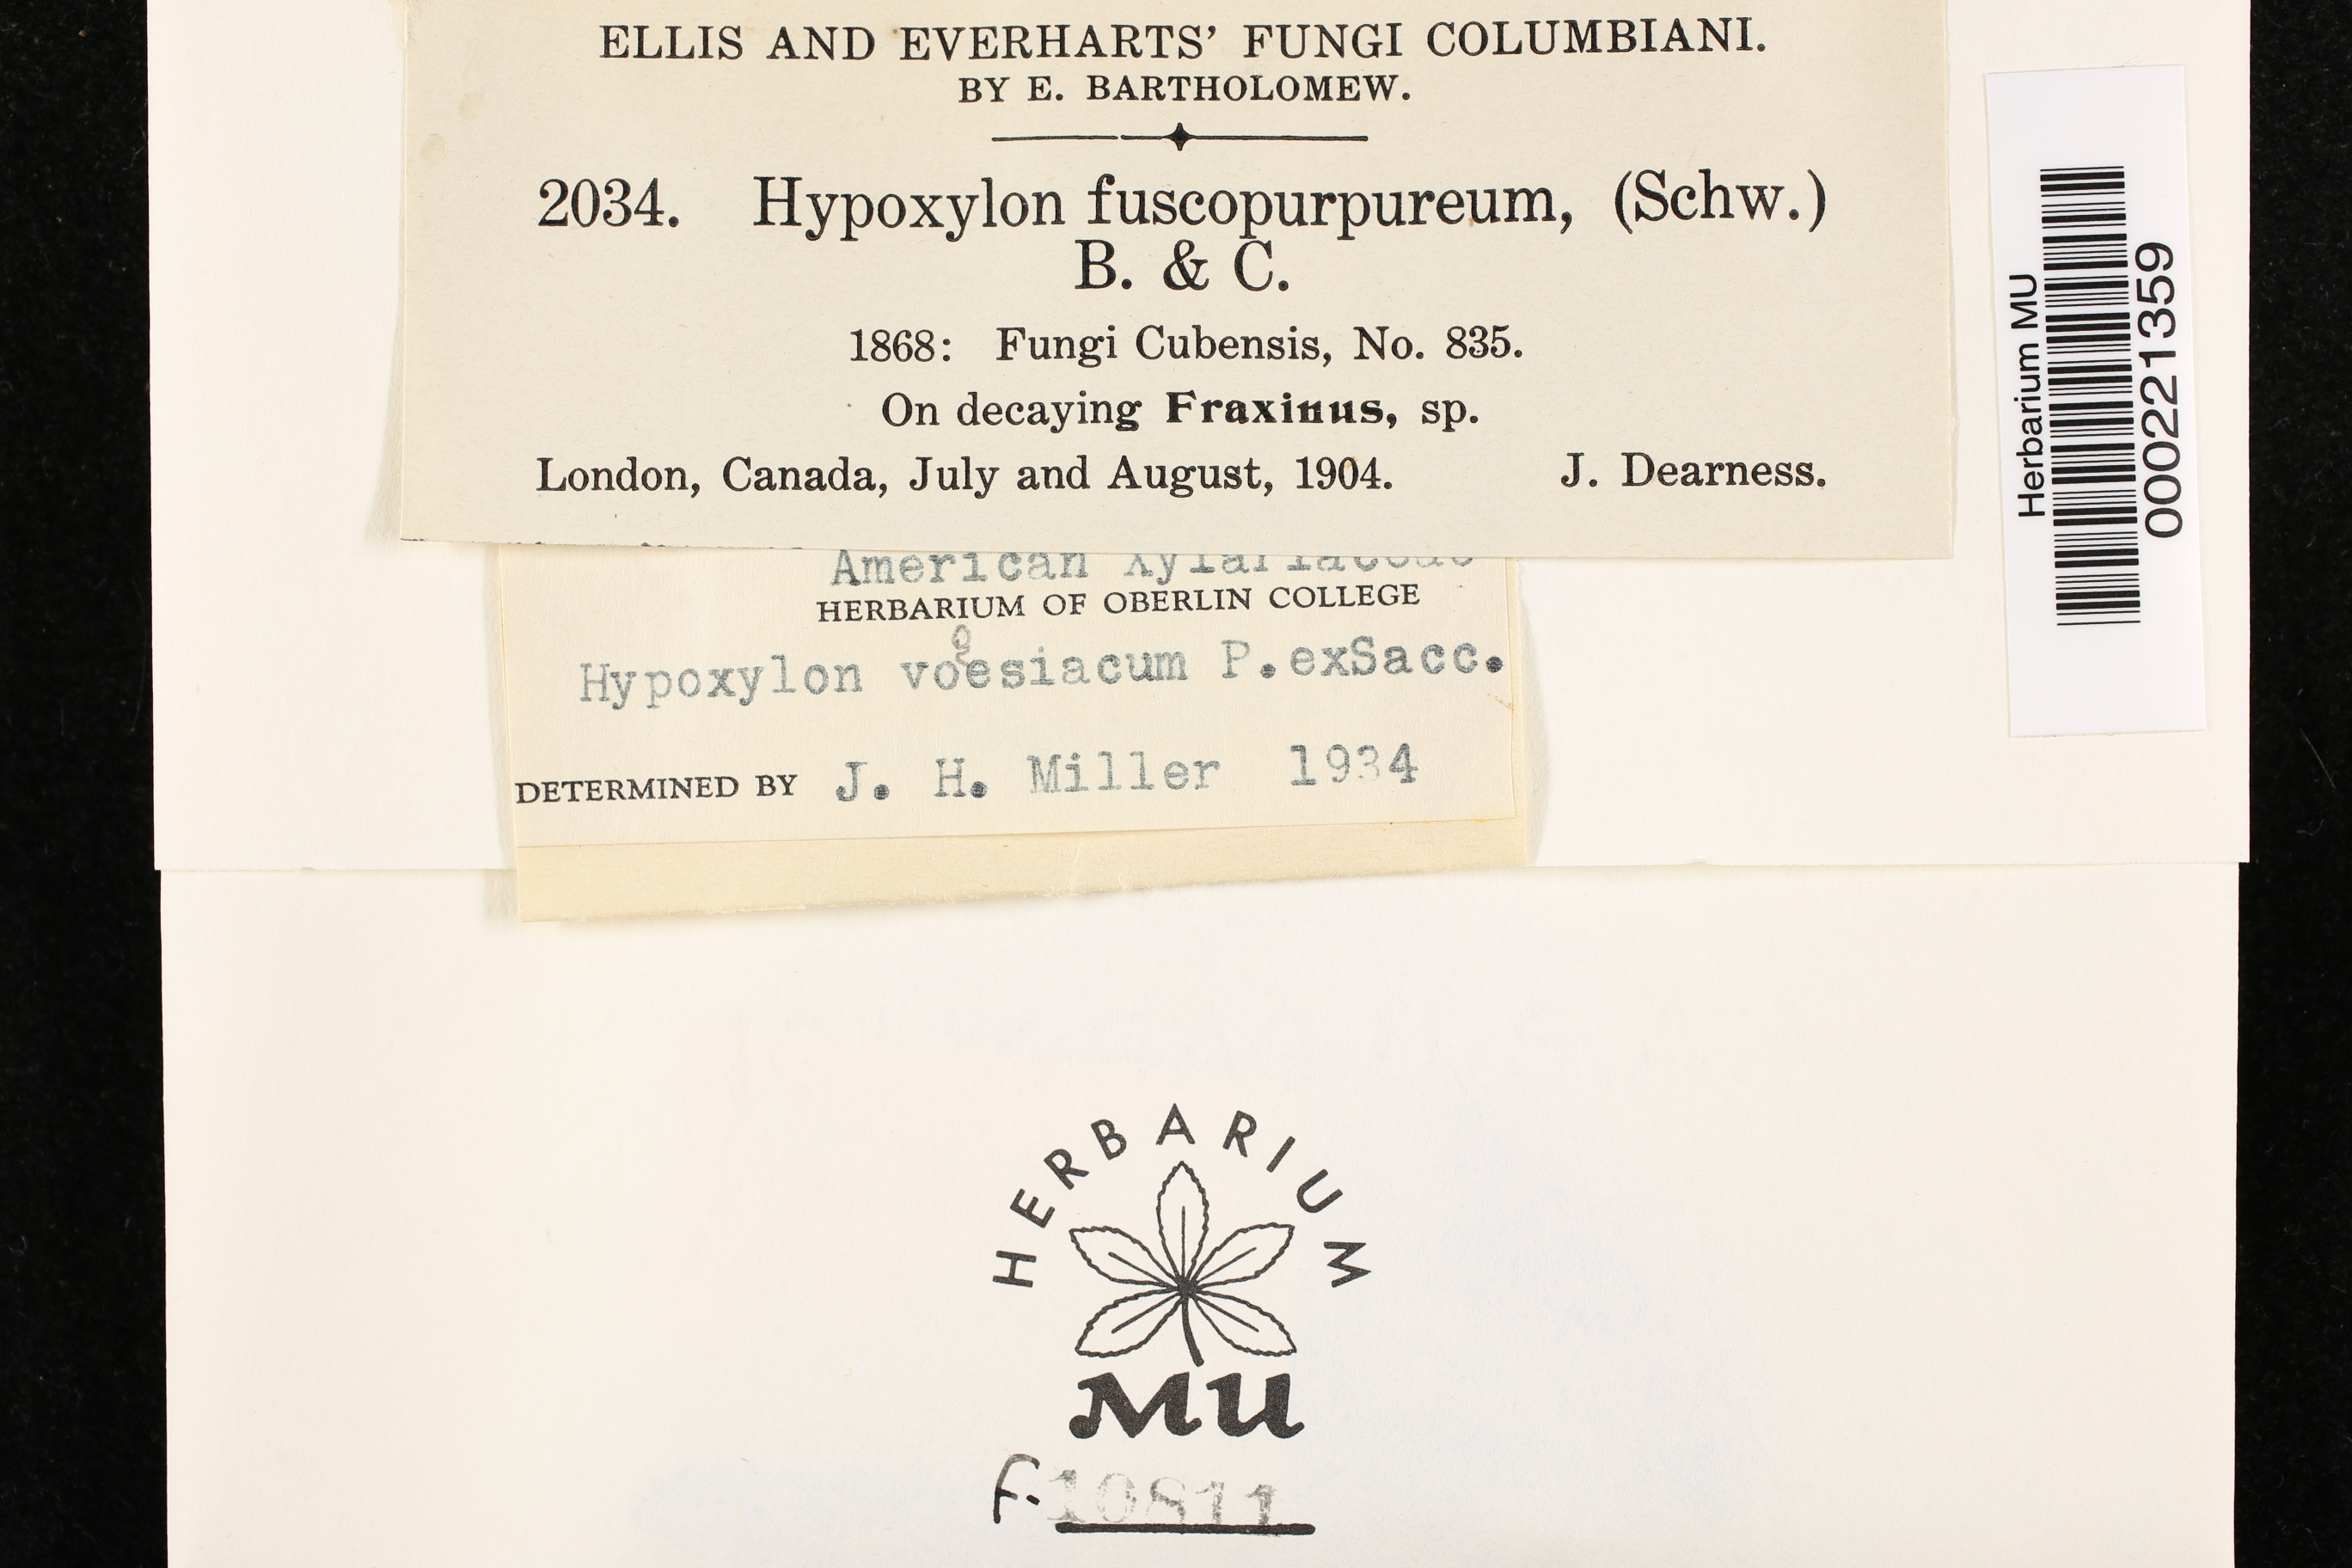 ELLIS AND EVERHARTS' FUNGI COLUMBIANI.
BY E. BARTHOLOMEW.
2034. Hypoxylon fuscopurpureum, (Schw.)
B. & C.
1868: Fungi Cubensis, No. 835.
On decaying Fraxinus, sp.
London, Canada, July and August, 1904. J. Dearness.
Herbarium MU
000221359
American Xylariaceae
HERBARIUM OF OBERLIN COLLEGE
g
Hypoxylon voesiacum P.exSacc.
DETERMINED BY J. H. Miller 1934
HERBARIUM
MU
F. 10811